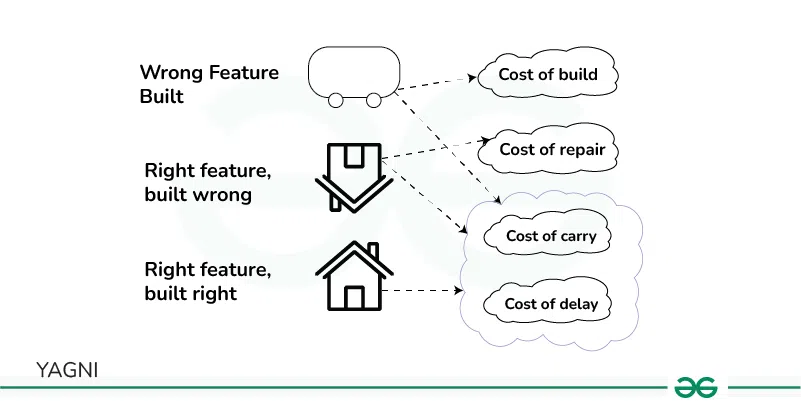 Wrong Feature
Built
Cost of build
Right feature,
built wrong
Cost of repair
Cost of carry
Right feature,
built right
Cost of delay
YAGNI